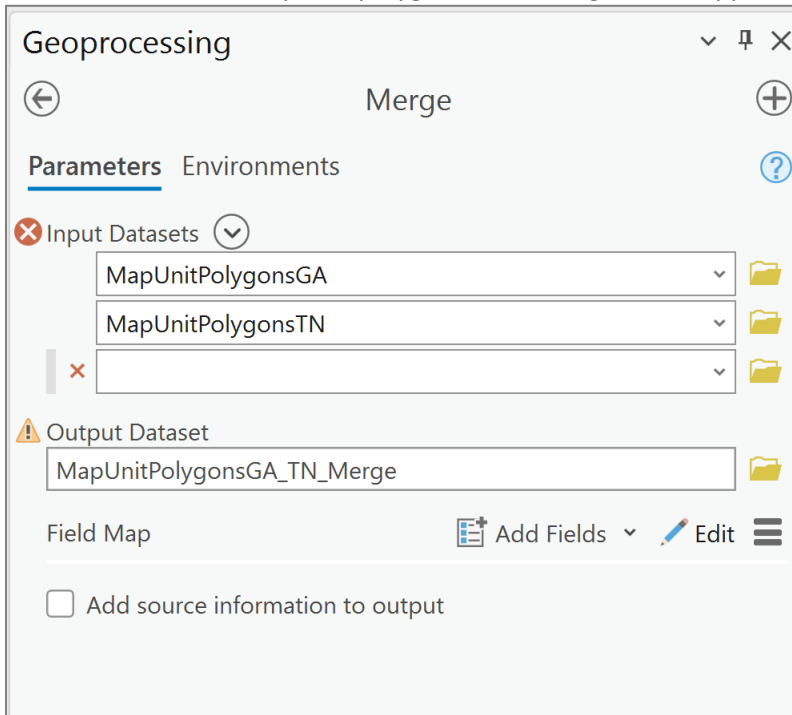 Geoprocessing
Merge
Parameters Environments
Input Datasets
MapUnitPolygonsGA
MapUnitPolygonsTN
Output Dataset
MapUnitPolygonsGA_TN_Merge
Field Map Add Fields Edit
Add source information to output